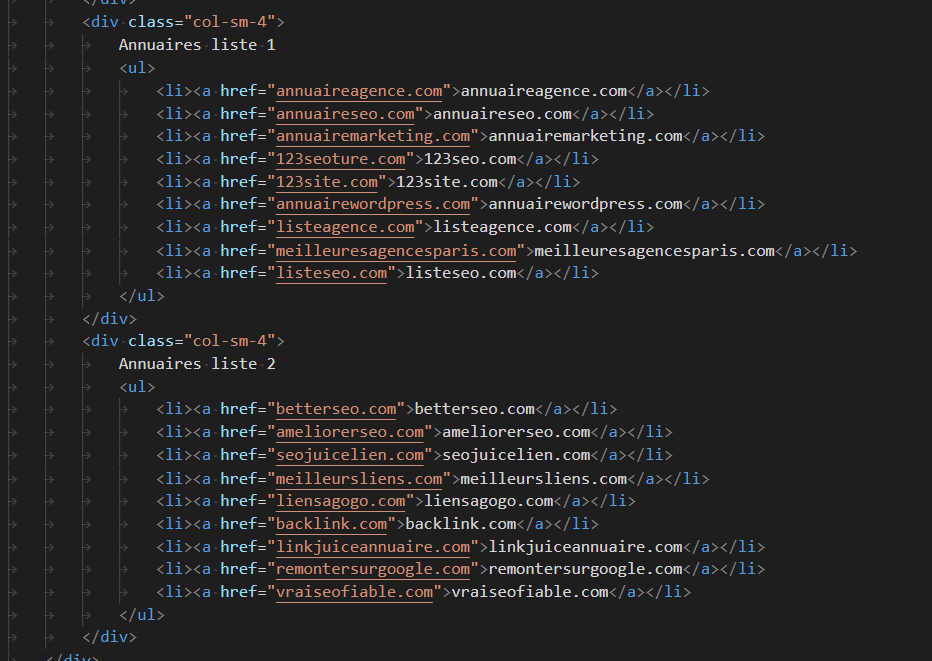 </div>
<div class="col-sm-4">
Annuaires liste 1
<ul>
<li><a href="annuaireagence.com">annuaireagence.com</a></li>
<li><a href="annuaireseo.com">annuaireseo.com</a></li>
<li><a href="annuairemarketing.com">annuairemarketing.com</a></li>
<li><a href="123seoture.com">123seo.com</a></li>
<li><a href="123site.com">123site.com</a></li>
<li><a href="annuairewordpress.com">annuairewordpress.com</a></li>
<li><a href="listeagence.com">listeagence.com</a></li>
<li><a href="meilleuresagencesparis.com">meilleuresagencesparis.com</a></li>
<li><a href="listeseo.com">listeseo.com</a></li>
</ul>
</div>
<div class="col-sm-4">
Annuaires liste 2
<ul>
<li><a href="betterseo.com">betterseo.com</a></li>
<li><a href="ameliorerseo.com">ameliorerseo.com</a></li>
<li><a href="seojuicelien.com">seojuicelien.com</a></li>
<li><a href="meilleursliens.com">meilleursliens.com</a></li>
<li><a href="liensagogo.com">liensagogo.com</a></li>
<li><a href="backlink.com">backlink.com</a></li>
<li><a href="linkjuiceannuaire.com">linkjuiceannuaire.com</a></li>
<li><a href="remontersurgoogle.com">remontersurgoogle.com</a></li>
<li><a href="vraiseofiable.com">vraiseofiable.com</a></li>
</ul>
</div>
</div>